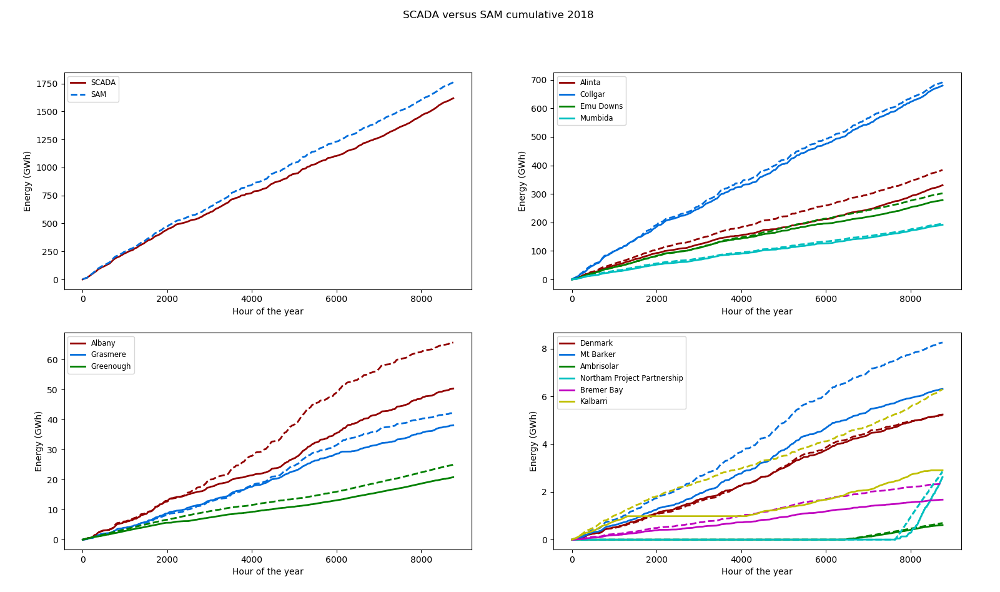 SCADA versus SAM cumulative 2018
SCADA
SAM
Energy (GWh)
1750
1500
1250
1000
750
500
250
0
0 2000 4000 6000 8000
Hour of the year
Alinta
Collgar
Emu Downs
Mumbida
Energy (GWh)
700
600
500
400
300
200
100
0
0 2000 4000 6000 8000
Hour of the year
Albany
Grasmere
Greenough
Energy (GWh)
60
50
40
30
20
10
0
0 2000 4000 6000 8000
Hour of the year
Denmark
Mt Barker
Ambrisolar
Northam Project Partnership
Bremer Bay
Kalbarri
Energy (GWh)
8
6
4
2
0
0 2000 4000 6000 8000
Hour of the year